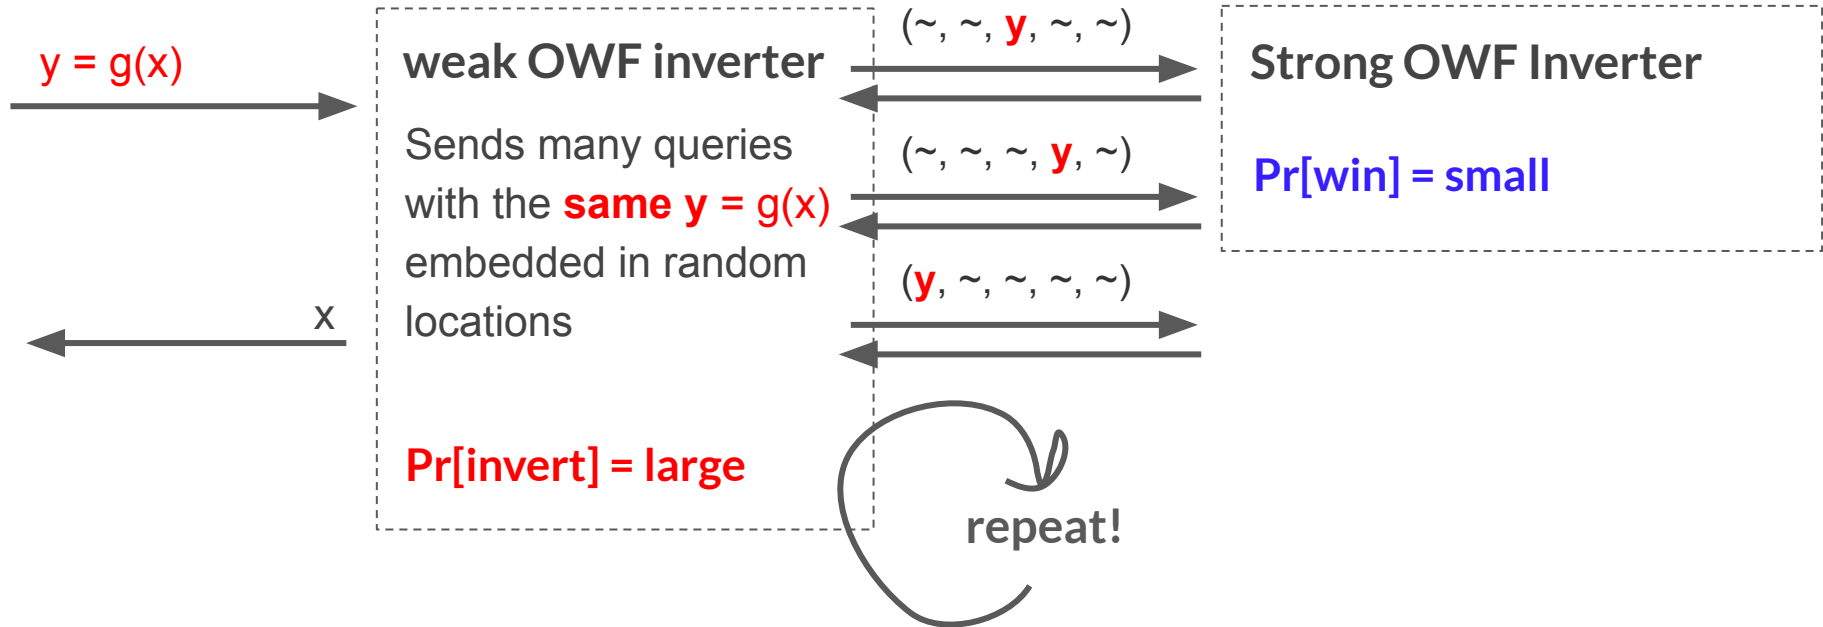 y = g(x)
x
weak OWF inverter
Sends many queries
with the same y = g(x)
embedded in random
locations
Pr[invert] = large
(~, ~, y, ~, ~)
(~, ~, ~, y, ~)
(y, ~, ~, ~, ~)
repeat!
Strong OWF Inverter
Pr[win] = small